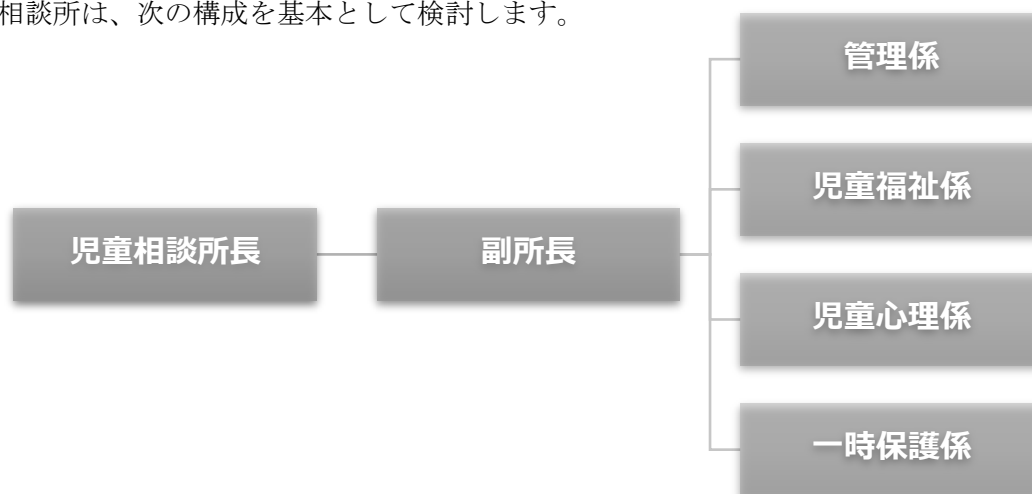 相談所は、次の構成を基本として検討します。
管理係
児童福祉係
児童相談所長
副所長
児童心理係
一時保護係